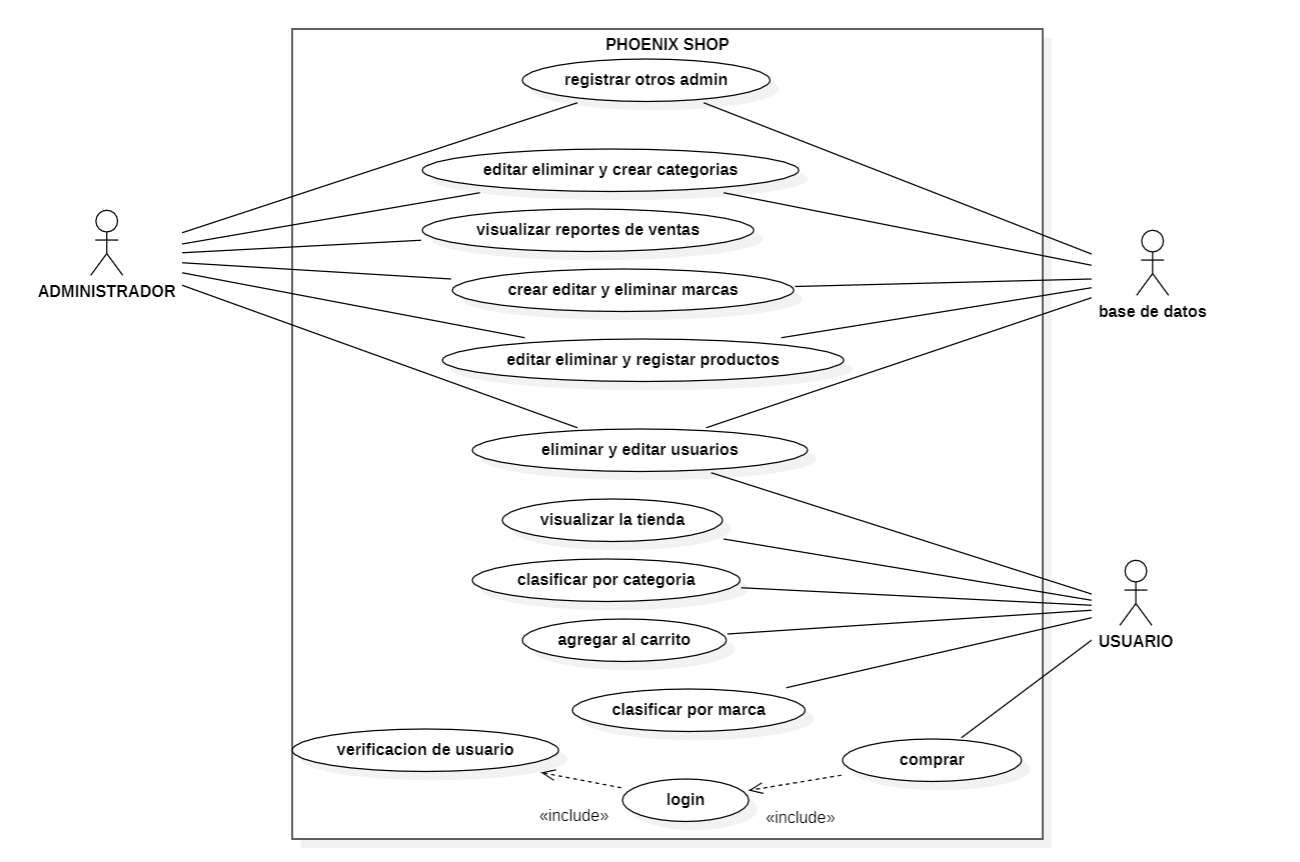 PHOENIX SHOP
registrar otros admin
editar eliminar y crear categorias
visualizar reportes de ventas
ADMINISTRADOR
crear editar y eliminar marcas
base de datos
editar eliminar y registar productos
eliminar y editar usuarios
visualizar la tienda
clasificar por categoria
agregar al carrito
USUARIO
clasificar por marca
verificacion de usuario
comprar
login
«include»
«include»